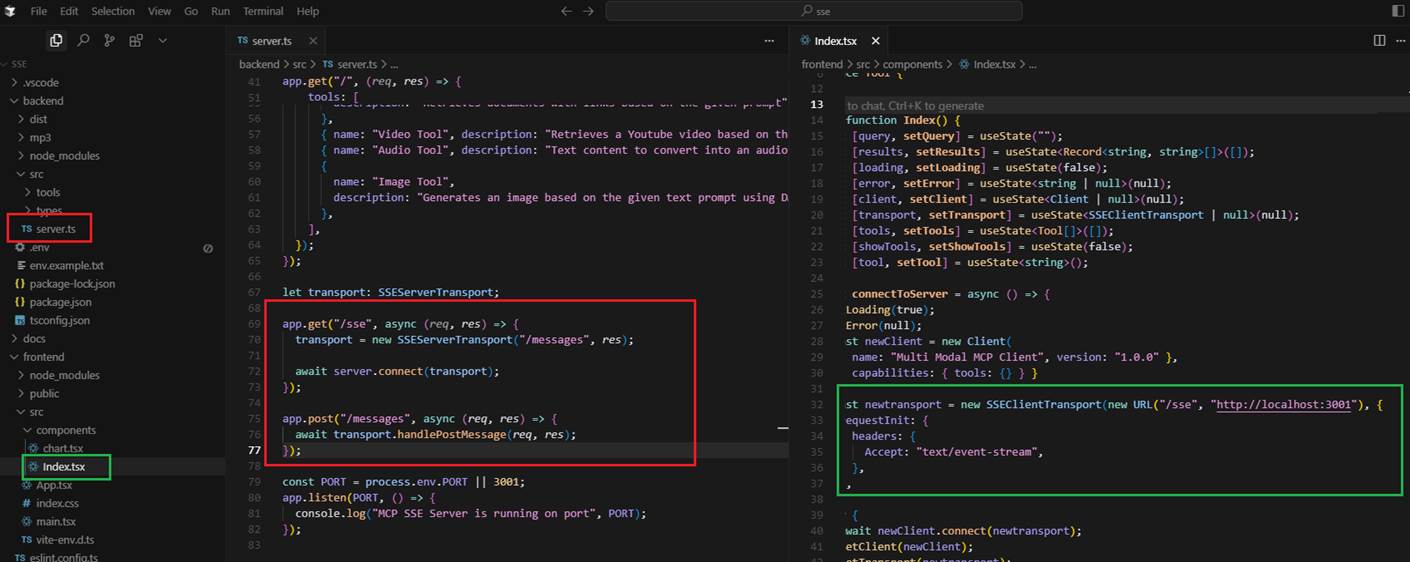 File Edit Selection View Go Run Terminal Help
sse
SSE
.vscode
backend
dist
mp3
node_modules
src
tools
types
TS server.ts
.env
env.example.txt
package-lock.json
package.json
tsconfig.json
docs
frontend
node_modules
public
src
components
chart.tsx
Index.tsx
App.tsx
index.css
main.tsx
vite-env.d.ts
eslint.config.ts
TS server.ts
backend > src > TS server.ts > ...
41 app.get("/", (req, res) => {
51 tools: [
55 description: "Retrieves documents with links based on the given prompt"
56 },
57 { name: "Video Tool", description: "Retrieves a Youtube video based on th
58 { name: "Audio Tool", description: "Text content to convert into an audio
59 {
60 name: "Image Tool",
61 description: "Generates an image based on the given text prompt using D
62 },
63 ],
64 });
65 });
66
67 let transport: SSEServerTransport;
68
69 app.get("/sse", async (req, res) => {
70 transport = new SSEServerTransport("/messages", res);
71
72 await server.connect(transport);
73 });
74
75 app.post("/messages", async (req, res) => {
76 await transport.handlePostMessage(req, res);
77 });
78
79 const PORT = process.env.PORT || 3001;
80 app.listen(PORT, () => {
81 console.log("MCP SSE Server is running on port", PORT);
82 });
83
Index.tsx
frontend > src > components > Index.tsx > ...
6 ce Tool {
12
13 to chat, Ctrl+K to generate
14 function Index() {
15 [query, setQuery] = useState("");
16 [results, setResults] = useState<Record<string, string>[]>([]);
17 [loading, setLoading] = useState(false);
18 [error, setError] = useState<string | null>(null);
19 [client, setClient] = useState<Client | null>(null);
20 [transport, setTransport] = useState<SSEClientTransport | null>(null);
21 [tools, setTools] = useState<Tool[]>([]);
22 [showTools, setShowTools] = useState(false);
23 [tool, setTool] = useState<string>();
24
25 connectToServer = async () => {
26 Loading(true);
27 Error(null);
28 st newClient = new Client(
29 name: "Multi Modal MCP Client", version: "1.0.0" },
30 capabilities: { tools: {} } }
31
32 st newtransport = new SSEClientTransport(new URL("/sse", "http://localhost:3001"), {
33 equestInit: {
34 headers: {
35 Accept: "text/event-stream",
36 },
37 ,
38
39 {
40 wait newClient.connect(newtransport);
41 etClient(newClient);
42 etTransport(newtransport);